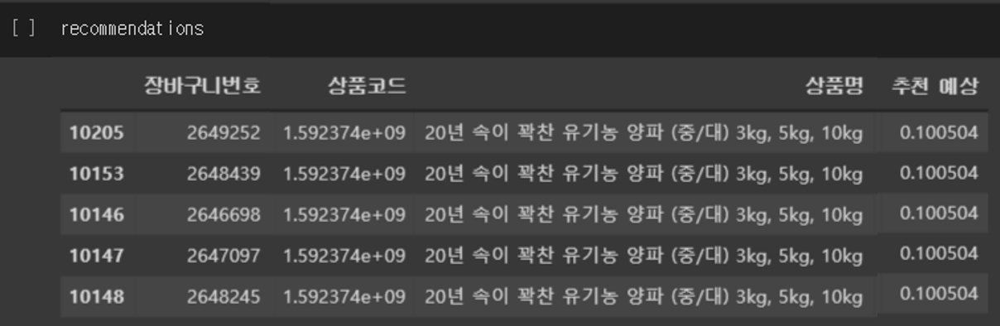 [ ] recommendations
장바구니번호 상품코드 상품명 추천 예상
10205 2649252 1.592374e+09 20년 속이 꽉찬 유기농 양파 (중/대) 3kg, 5kg, 10kg 0.100504
10153 2648439 1.592374e+09 20년 속이 꽉찬 유기농 양파 (중/대) 3kg, 5kg, 10kg 0.100504
10146 2646698 1.592374e+09 20년 속이 꽉찬 유기농 양파 (중/대) 3kg, 5kg, 10kg 0.100504
10147 2647097 1.592374e+09 20년 속이 꽉찬 유기농 양파 (중/대) 3kg, 5kg, 10kg 0.100504
10148 2648245 1.592374e+09 20년 속이 꽉찬 유기농 양파 (중/대) 3kg, 5kg, 10kg 0.100504